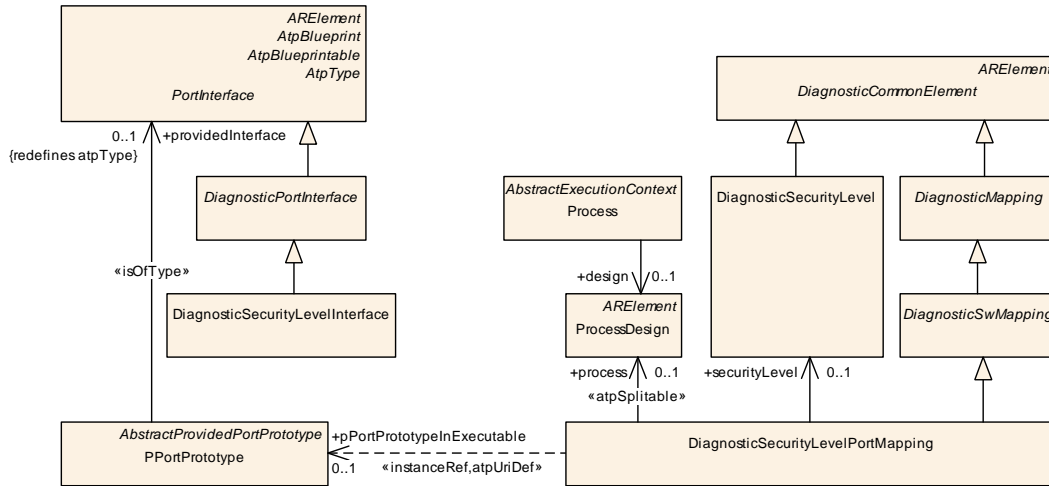 ARElement
AtpBlueprint
AtpBlueprintable
AtpType
PortInterface
ARElement
DiagnosticCommonElement
0..1
+providedInterface
{redefines atpType}
DiagnosticPortInterface
AbstractExecutionContext
Process
DiagnosticSecurityLevel
DiagnosticMapping
«isOfType»
+design
0..1
DiagnosticSecurityLevelInterface
ARElement
ProcessDesign
DiagnosticSwMapping
+process
0..1
+securityLevel
0..1
«atpSplitable»
AbstractProvidedPortPrototype
PPortPrototype
+pPortPrototypeInExecutable
0..1
«instanceRef,atpUriDef»
DiagnosticSecurityLevelPortMapping